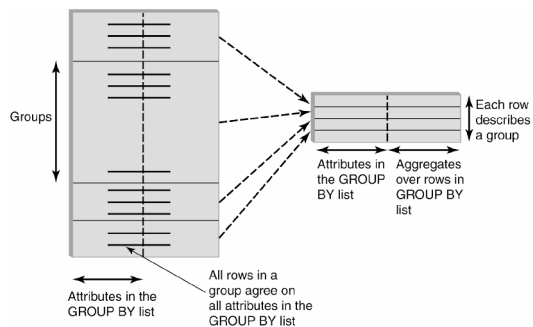 Groups
Each row
describes
a group
Attributes in
the GROUP
BY list
Aggregates
over rows in
GROUP BY
list
Attributes in the
GROUP BY list
All rows in a
group agree on
all attributes in the
GROUP BY list